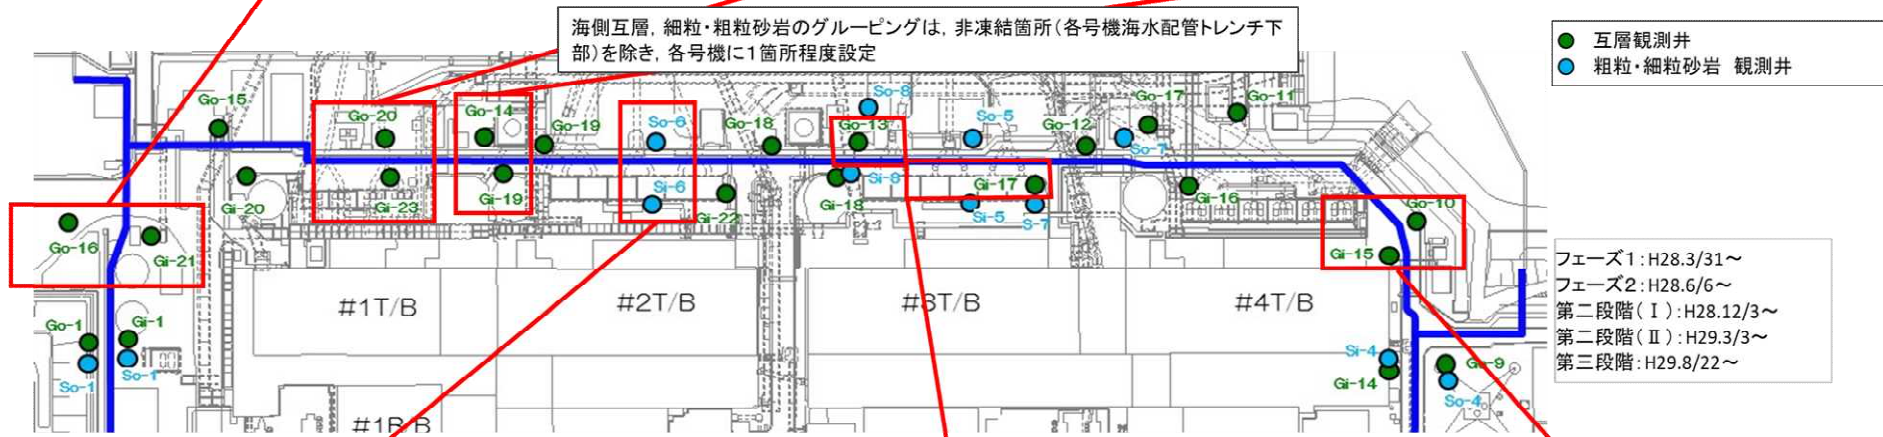 海側互層,細粒・粗粒砂岩のグルーピングは,非凍結箇所(各号機海水配管トレンチ下
部)を除き,各号機に1箇所程度設定
互層観測井
粗粒・細粒砂岩 観測井
Go-15
Go-20
Go-14
Go-19
So-6
Go-18
So-8
Go-13
So-5
Go-12
Go-17
So-7
Go-11
Gi-20
Gi-23
Gi-19
Si-6
Gi-22
Gi-18
Si-8
Gi-17
Si-5
S-7
Gi-16
Go-10
Gi-15
Go-16
Gi-21
フェーズ1:H28.3/31~
フェーズ2:H28.6/6~
第二段階(Ⅰ):H28.12/3~
第二段階(Ⅱ):H29.3/3~
第三段階:H29.8/22~
#1T/B
#2T/B
#3T/B
#4T/B
Go-1
Gi-1
So-1
So-1
Si-4
Gi-14
Go-9
So-4
#1R/B